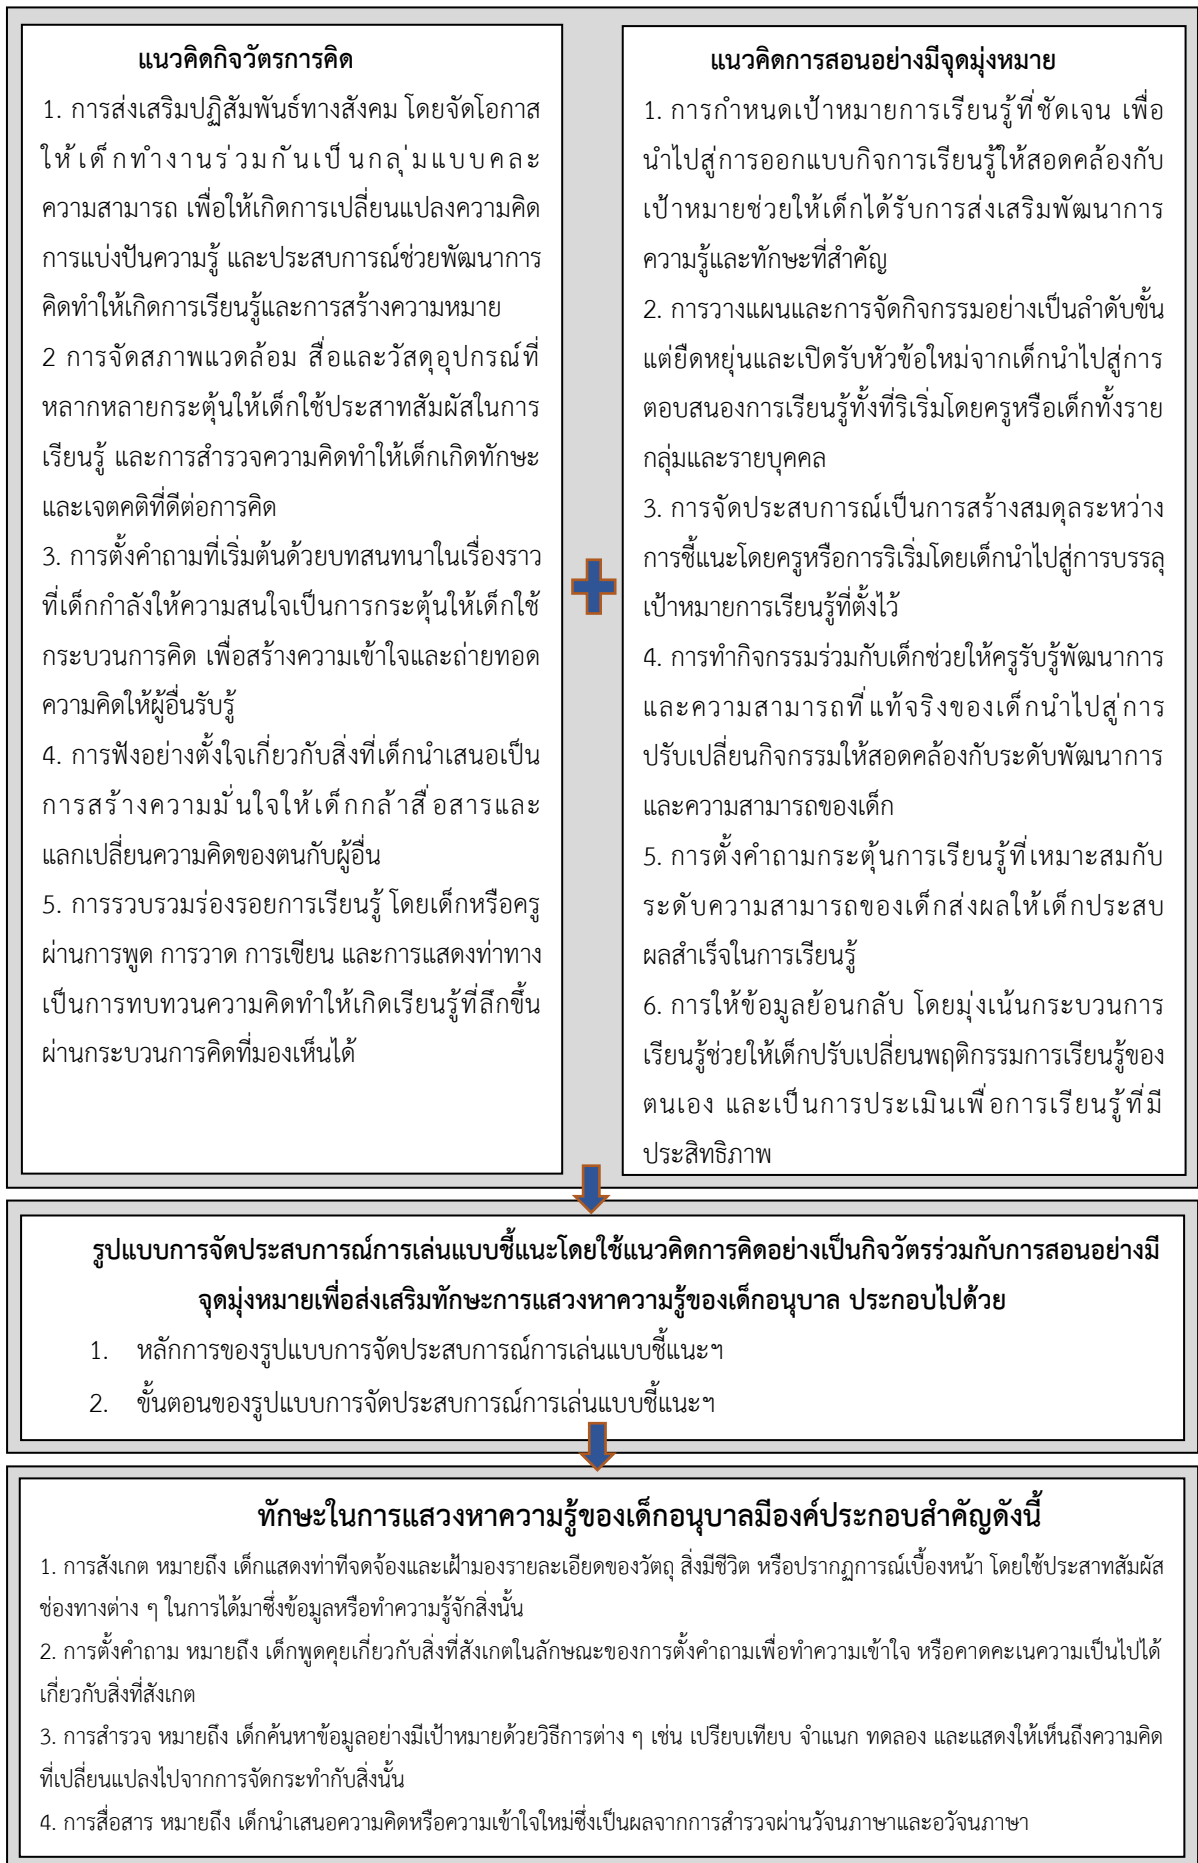 แนวคิดกิจวัตรการคิด
1. การส่งเสริมปฏิสัมพันธ์ทางสังคม โดยจัดโอกาส
ให้เด็กทำงานร่วมกันเป็นกลุ่มแบบคละ
ความสามารถ เพื่อให้เกิดการเปลี่ยนแปลงความคิด
การแบ่งปันความรู้ และประสบการณ์ช่วยพัฒนาการ
คิดทำให้เกิดการเรียนรู้และการสร้างความหมาย
2 การจัดสภาพแวดล้อม สื่อและวัสดุอุปกรณ์ที่
หลากหลายกระตุ้นให้เด็กใช้ประสาทสัมผัสในการ
เรียนรู้ และการสำรวจความคิดทำให้เด็กเกิดทักษะ
และเจตคติที่ดีต่อการคิด
3. การตั้งคำถามที่เริ่มต้นด้วยบทสนทนาในเรื่องราว
ที่เด็กกำลังให้ความสนใจเป็นการกระตุ้นให้เด็กใช้
กระบวนการคิด เพื่อสร้างความเข้าใจและถ่ายทอด
ความคิดให้ผู้อื่นรับรู้
4. การฟังอย่างตั้งใจเกี่ยวกับสิ่งที่เด็กนำเสนอเป็น
การสร้างความมั่นใจให้เด็กกล้าสื่อสารและ
แลกเปลี่ยนความคิดของตนกับผู้อื่น
5. การรวบรวมร่องรอยการเรียนรู้ โดยเด็กหรือครู
ผ่านการพูด การวาด การเขียน และการแสดงท่าทาง
เป็นการทบทวนความคิดทำให้เกิดเรียนรู้ที่ลึกขึ้น
ผ่านกระบวนการคิดที่มองเห็นได้
แนวคิดการสอนอย่างมีจุดมุ่งหมาย
1. การกำหนดเป้าหมายการเรียนรู้ที่ชัดเจน เพื่อ
นำไปสู่การออกแบบกิจการเรียนรู้ให้สอดคล้องกับ
เป้าหมายช่วยให้เด็กได้รับการส่งเสริมพัฒนาการ
ความรู้และทักษะที่สำคัญ
2. การวางแผนและการจัดกิจกรรมอย่างเป็นลำดับขั้น
แต่ยืดหยุ่นและเปิดรับหัวข้อใหม่จากเด็กนำไปสู่การ
ตอบสนองการเรียนรู้ทั้งที่ริเริ่มโดยครูหรือเด็กทั้งราย
กลุ่มและรายบุคคล
3. การจัดประสบการณ์เป็นการสร้างสมดุลระหว่าง
การชี้แนะโดยครูหรือการริเริ่มโดยเด็กนำไปสู่การบรรลุ
เป้าหมายการเรียนรู้ที่ตั้งไว้
4. การทำกิจกรรมร่วมกับเด็กช่วยให้ครูรับรู้พัฒนาการ
และความสามารถที่แท้จริงของเด็กนำไปสู่การ
ปรับเปลี่ยนกิจกรรมให้สอดคล้องกับระดับพัฒนาการ
และความสามารถของเด็ก
5. การตั้งคำถามกระตุ้นการเรียนรู้ที่เหมาะสมกับ
ระดับความสามารถของเด็กส่งผลให้เด็กประสบ
ผลสำเร็จในการเรียนรู้
6. การให้ข้อมูลย้อนกลับ โดยมุ่งเน้นกระบวนการ
เรียนรู้ช่วยให้เด็กปรับเปลี่ยนพฤติกรรมการเรียนรู้ของ
ตนเอง และเป็นการประเมินเพื่อการเรียนรู้ที่มี
ประสิทธิภาพ
รูปแบบการจัดประสบการณ์การเล่นแบบชี้แนะโดยใช้แนวคิดการคิดอย่างเป็นกิจวัตรร่วมกับการสอนอย่างมี
จุดมุ่งหมายเพื่อส่งเสริมทักษะการแสวงหาความรู้ของเด็กอนุบาล ประกอบไปด้วย
1. หลักการของรูปแบบการจัดประสบการณ์การเล่นแบบชี้แนะฯ
2. ขั้นตอนของรูปแบบการจัดประสบการณ์การเล่นแบบชี้แนะฯ
ทักษะในการแสวงหาความรู้ของเด็กอนุบาลมีองค์ประกอบสำคัญดังนี้
1. การสังเกต หมายถึง เด็กแสดงท่าทีจดจ้องและเฝ้ามองรายละเอียดของวัตถุ สิ่งมีชีวิต หรือปรากฏการณ์เบื้องหน้า โดยใช้ประสาทสัมผัส
ช่องทางต่าง ๆ ในการได้มาซึ่งข้อมูลหรือทำความรู้จักสิ่งนั้น
2. การตั้งคำถาม หมายถึง เด็กพูดคุยเกี่ยวกับสิ่งที่สังเกตในลักษณะของการตั้งคำถามเพื่อทำความเข้าใจ หรือคาดคะเนความเป็นไปได้
เกี่ยวกับสิ่งที่สังเกต
3. การสำรวจ หมายถึง เด็กค้นหาข้อมูลอย่างมีเป้าหมายด้วยวิธีการต่าง ๆ เช่น เปรียบเทียบ จำแนก ทดลอง และแสดงให้เห็นถึงความคิด
ที่เปลี่ยนแปลงไปจากการจัดกระทำกับสิ่งนั้น
4. การสื่อสาร หมายถึง เด็กนำเสนอความคิดหรือความเข้าใจใหม่ซึ่งเป็นผลจากการสำรวจผ่านวัจนภาษาและอวัจนภาษา